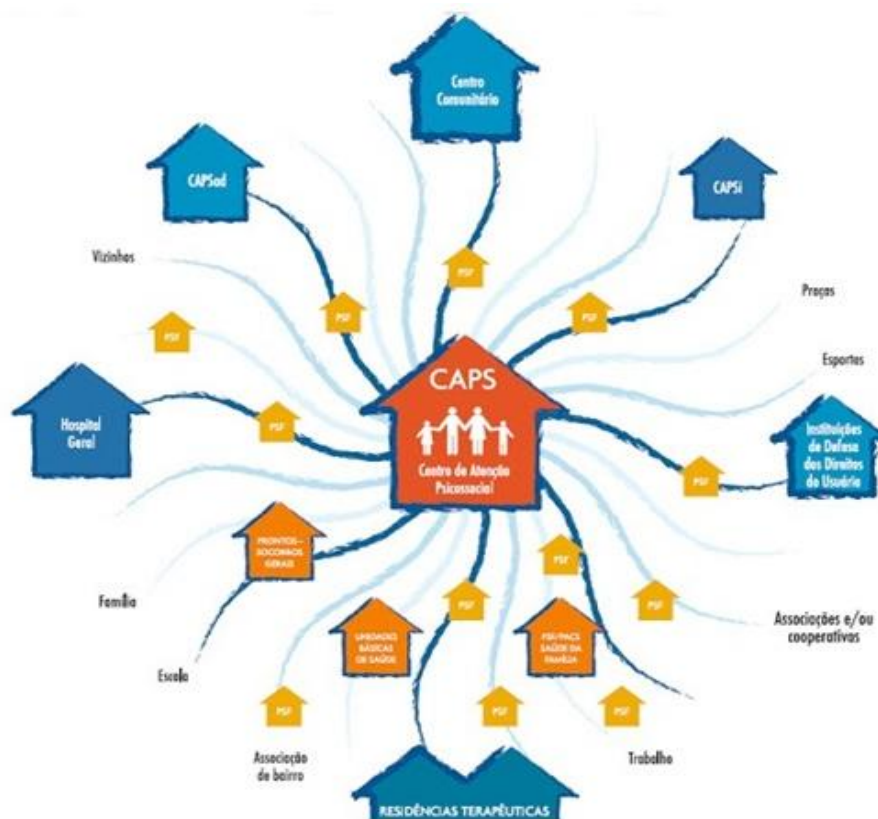 Centro
Comunitário
CAPSad
CAPSi
Vizinhos
PSF
PSF
PSF
Praças
PSF
Esportes
CAPS
Centro de Atenção
Psicossocial
Hospital
Geral
PSF
Instituições
de Defesa
dos Direitos
do Usuário
PSF
PRONTOS-
SOCORROS
GERAIS
PSF
Família
PSF
PSF
Associações e/ou
cooperativas
UNIDADES
BÁSICAS
DE SAÚDE
PSF/PACS
SAÚDE DA
FAMÍLIA
Escola
PSF
PSF
PSF
Associação
de bairro
Trabalho
RESIDÊNCIAS TERAPÊUTICAS